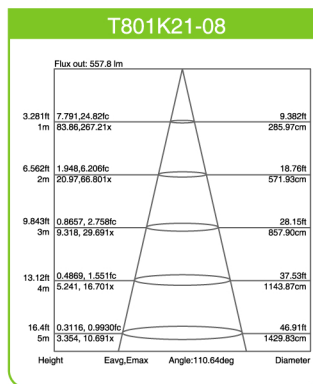 T801K21-08
Flux out: 557.8 lm
3.281ft 7.791,24.82fc 9.382ft
1m 83.86,267.21x 285.97cm
6.562ft 1.948,6.206fc 18.76ft
2m 20.97,66.801x 571.93cm
9.843ft 0.8657, 2.758fc 28.15ft
3m 9.318, 29.691x 857.90cm
13.12ft 0.4869, 1.551fc 37.53ft
4m 5.241, 16.701x 1143.87cm
16.4ft 0.3116, 0.9930fc 46.91ft
5m 3.354, 10.691x 1429.83cm
Height Eavg,Emax Angle:110.64deg Diameter